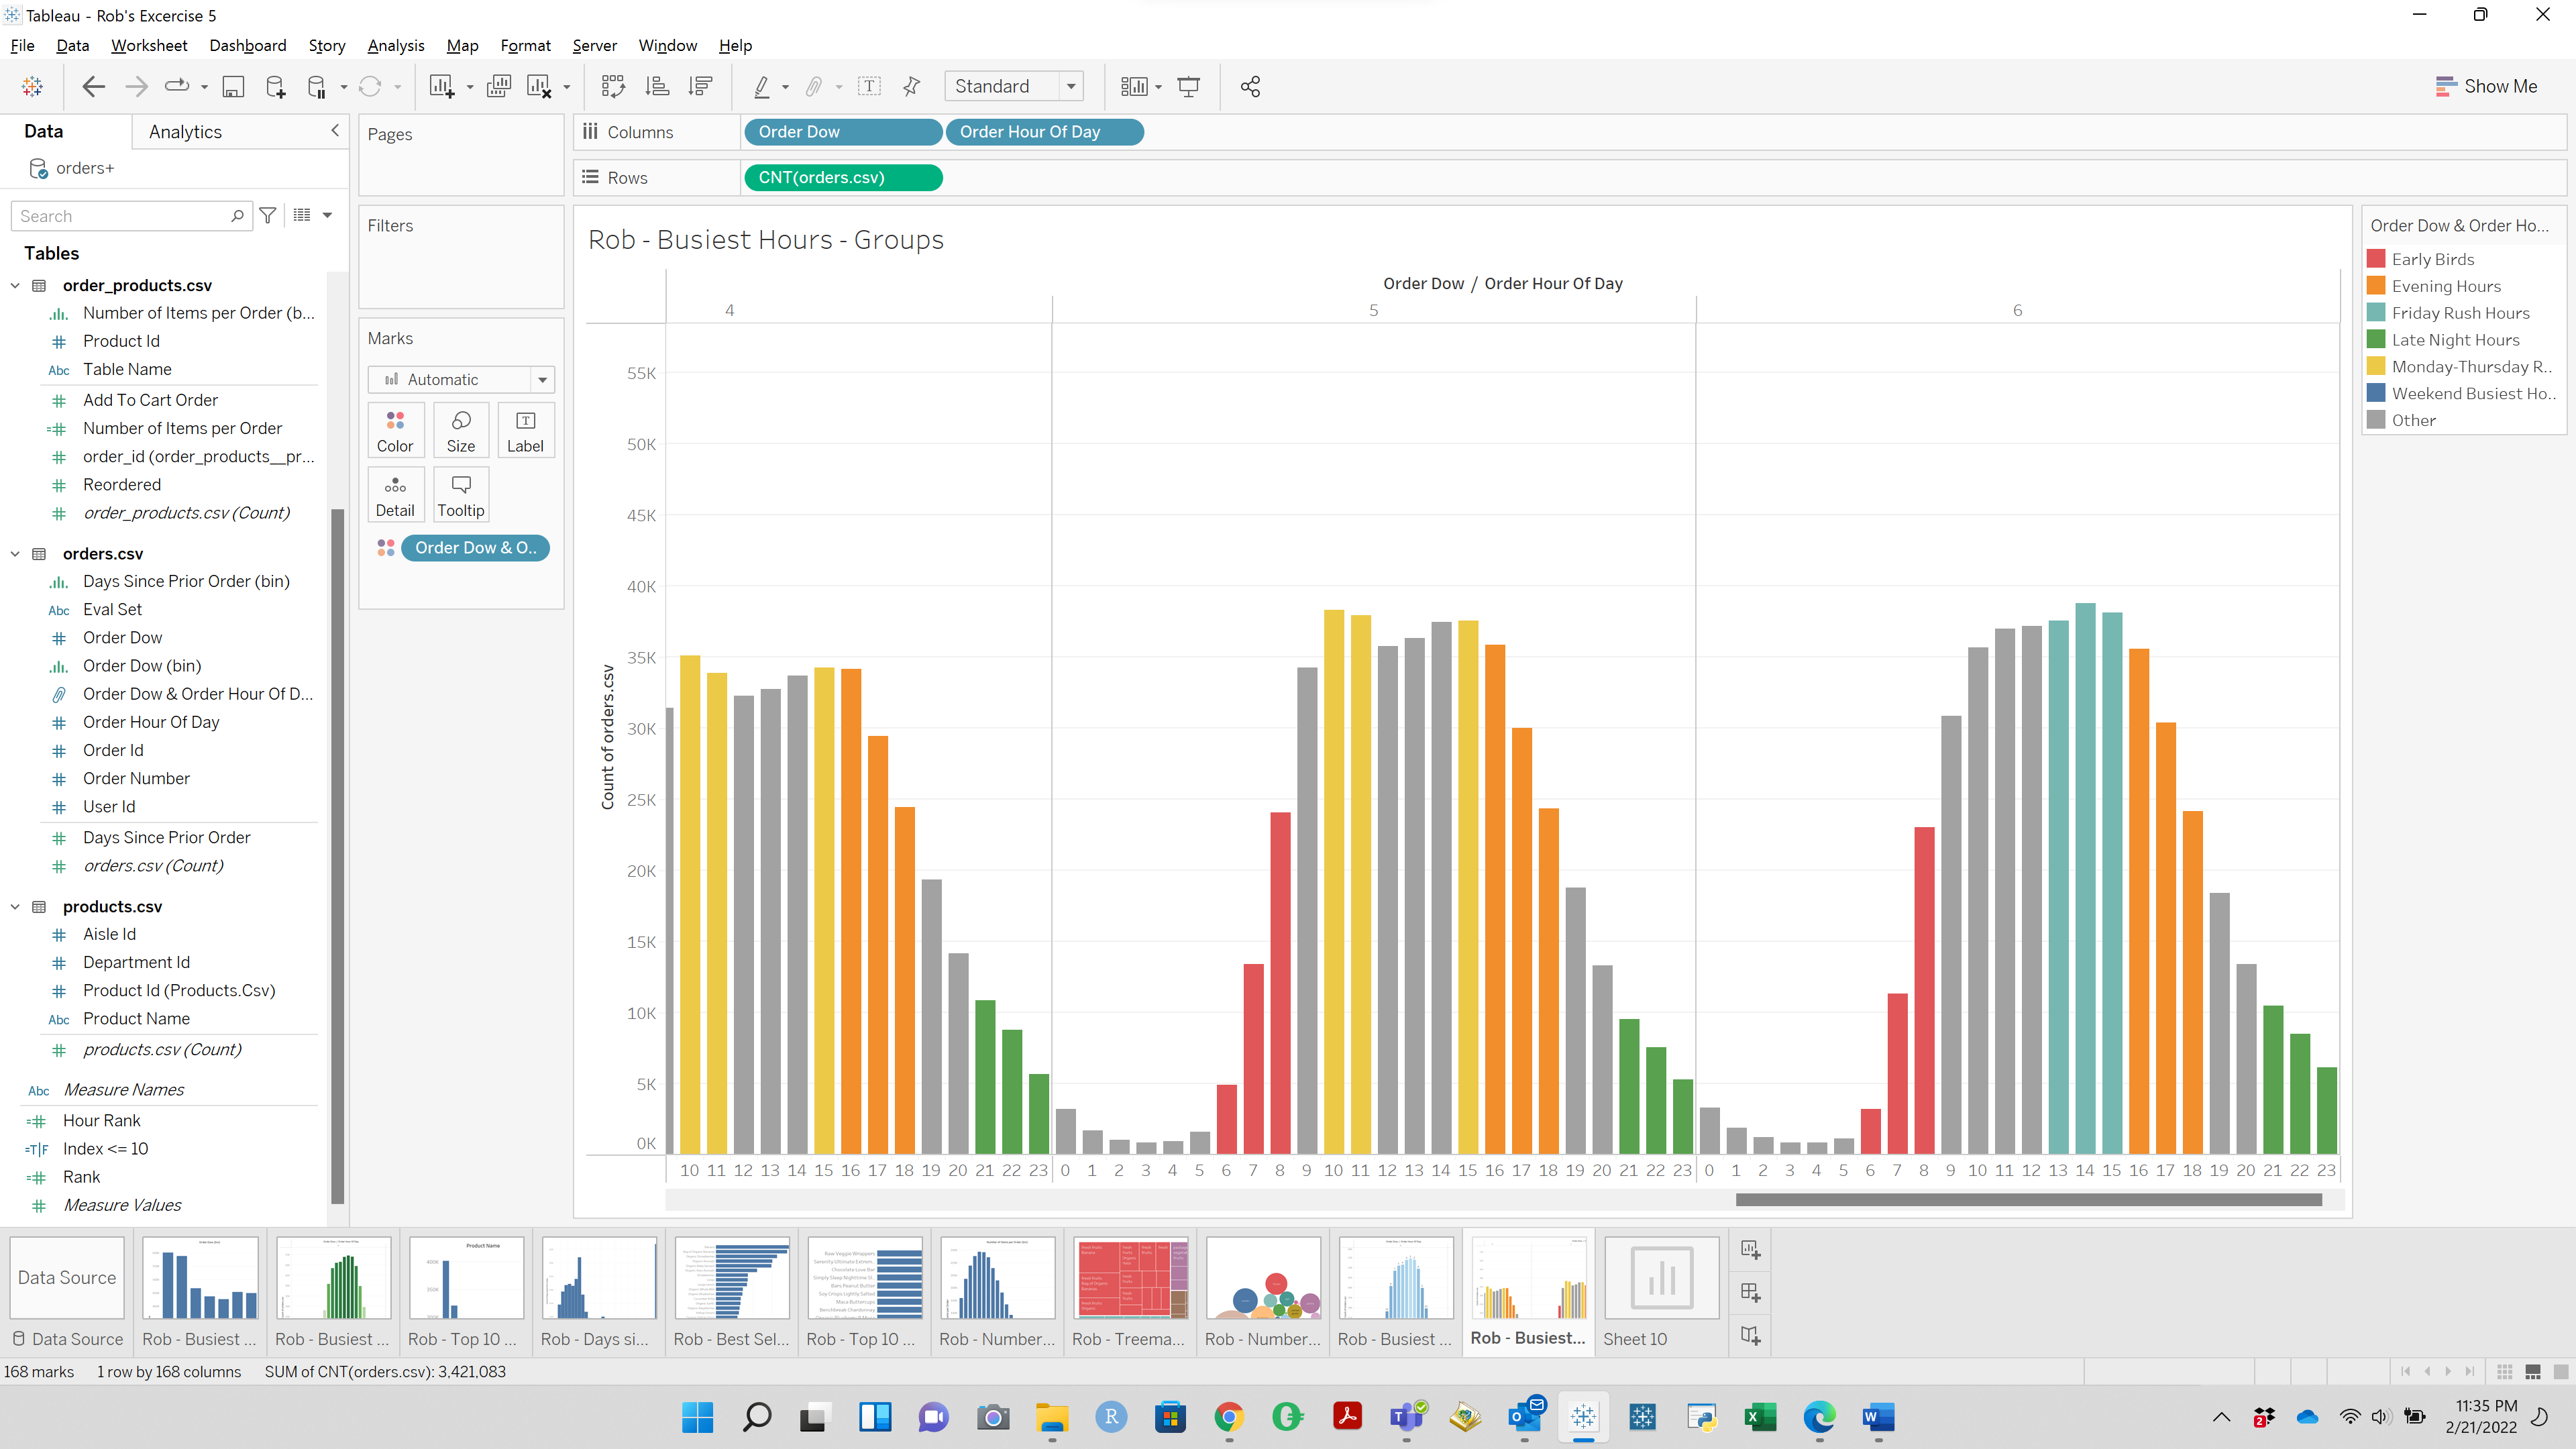 Tableau - Rob's Excercise 5
File Data Worksheet Dashboard Story Analysis Map Format Server Window Help
Standard
Show Me
Data
Analytics
orders+
Search
Tables
order_products.csv
Number of Items per Order (b...
Product Id
Abc Table Name
Add To Cart Order
Number of Items per Order
order_id (order_products__pr...
Reordered
order_products.csv (Count)
orders.csv
Days Since Prior Order (bin)
Abc Eval Set
Order Dow
Order Dow (bin)
Order Dow & Order Hour Of D...
Order Hour Of Day
Order Id
Order Number
User Id
Days Since Prior Order
orders.csv (Count)
products.csv
Aisle Id
Department Id
Product Id (Products.Csv)
Abc Product Name
products.csv (Count)
Abc Measure Names
Hour Rank
=T|F Index <= 10
Rank
Measure Values
Pages
Filters
Marks
Automatic
Color Size Label
Detail Tooltip
Order Dow & O..
Columns Order Dow Order Hour Of Day
Rows CNT(orders.csv)
Rob - Busiest Hours - Groups
Order Dow / Order Hour Of Day
4 5 6
Count of orders.csv
55K
50K
45K
40K
35K
30K
25K
20K
15K
10K
5K
0K
10 11 12 13 14 15 16 17 18 19 20 21 22 23 0 1 2 3 4 5 6 7 8 9 10 11 12 13 14 15 16 17 18 19 20 21 22 23 0 1 2 3 4 5 6 7 8 9 10 11 12 13 14 15 16 17 18 19 20 21 22 23
Order Dow & Order Ho...
Early Birds
Evening Hours
Friday Rush Hours
Late Night Hours
Monday-Thursday R..
Weekend Busiest Ho..
Other
Data Source
Product Name
Data Source Rob - Busiest ... Rob - Busiest ... Rob - Top 10 ... Rob - Days si... Rob - Best Sel... Rob - Top 10 ... Rob - Number... Rob - Treema... Rob - Number... Rob - Busiest ... Rob - Busiest... Sheet 10
168 marks 1 row by 168 columns SUM of CNT(orders.csv): 3,421,083
11:35 PM
2/21/2022